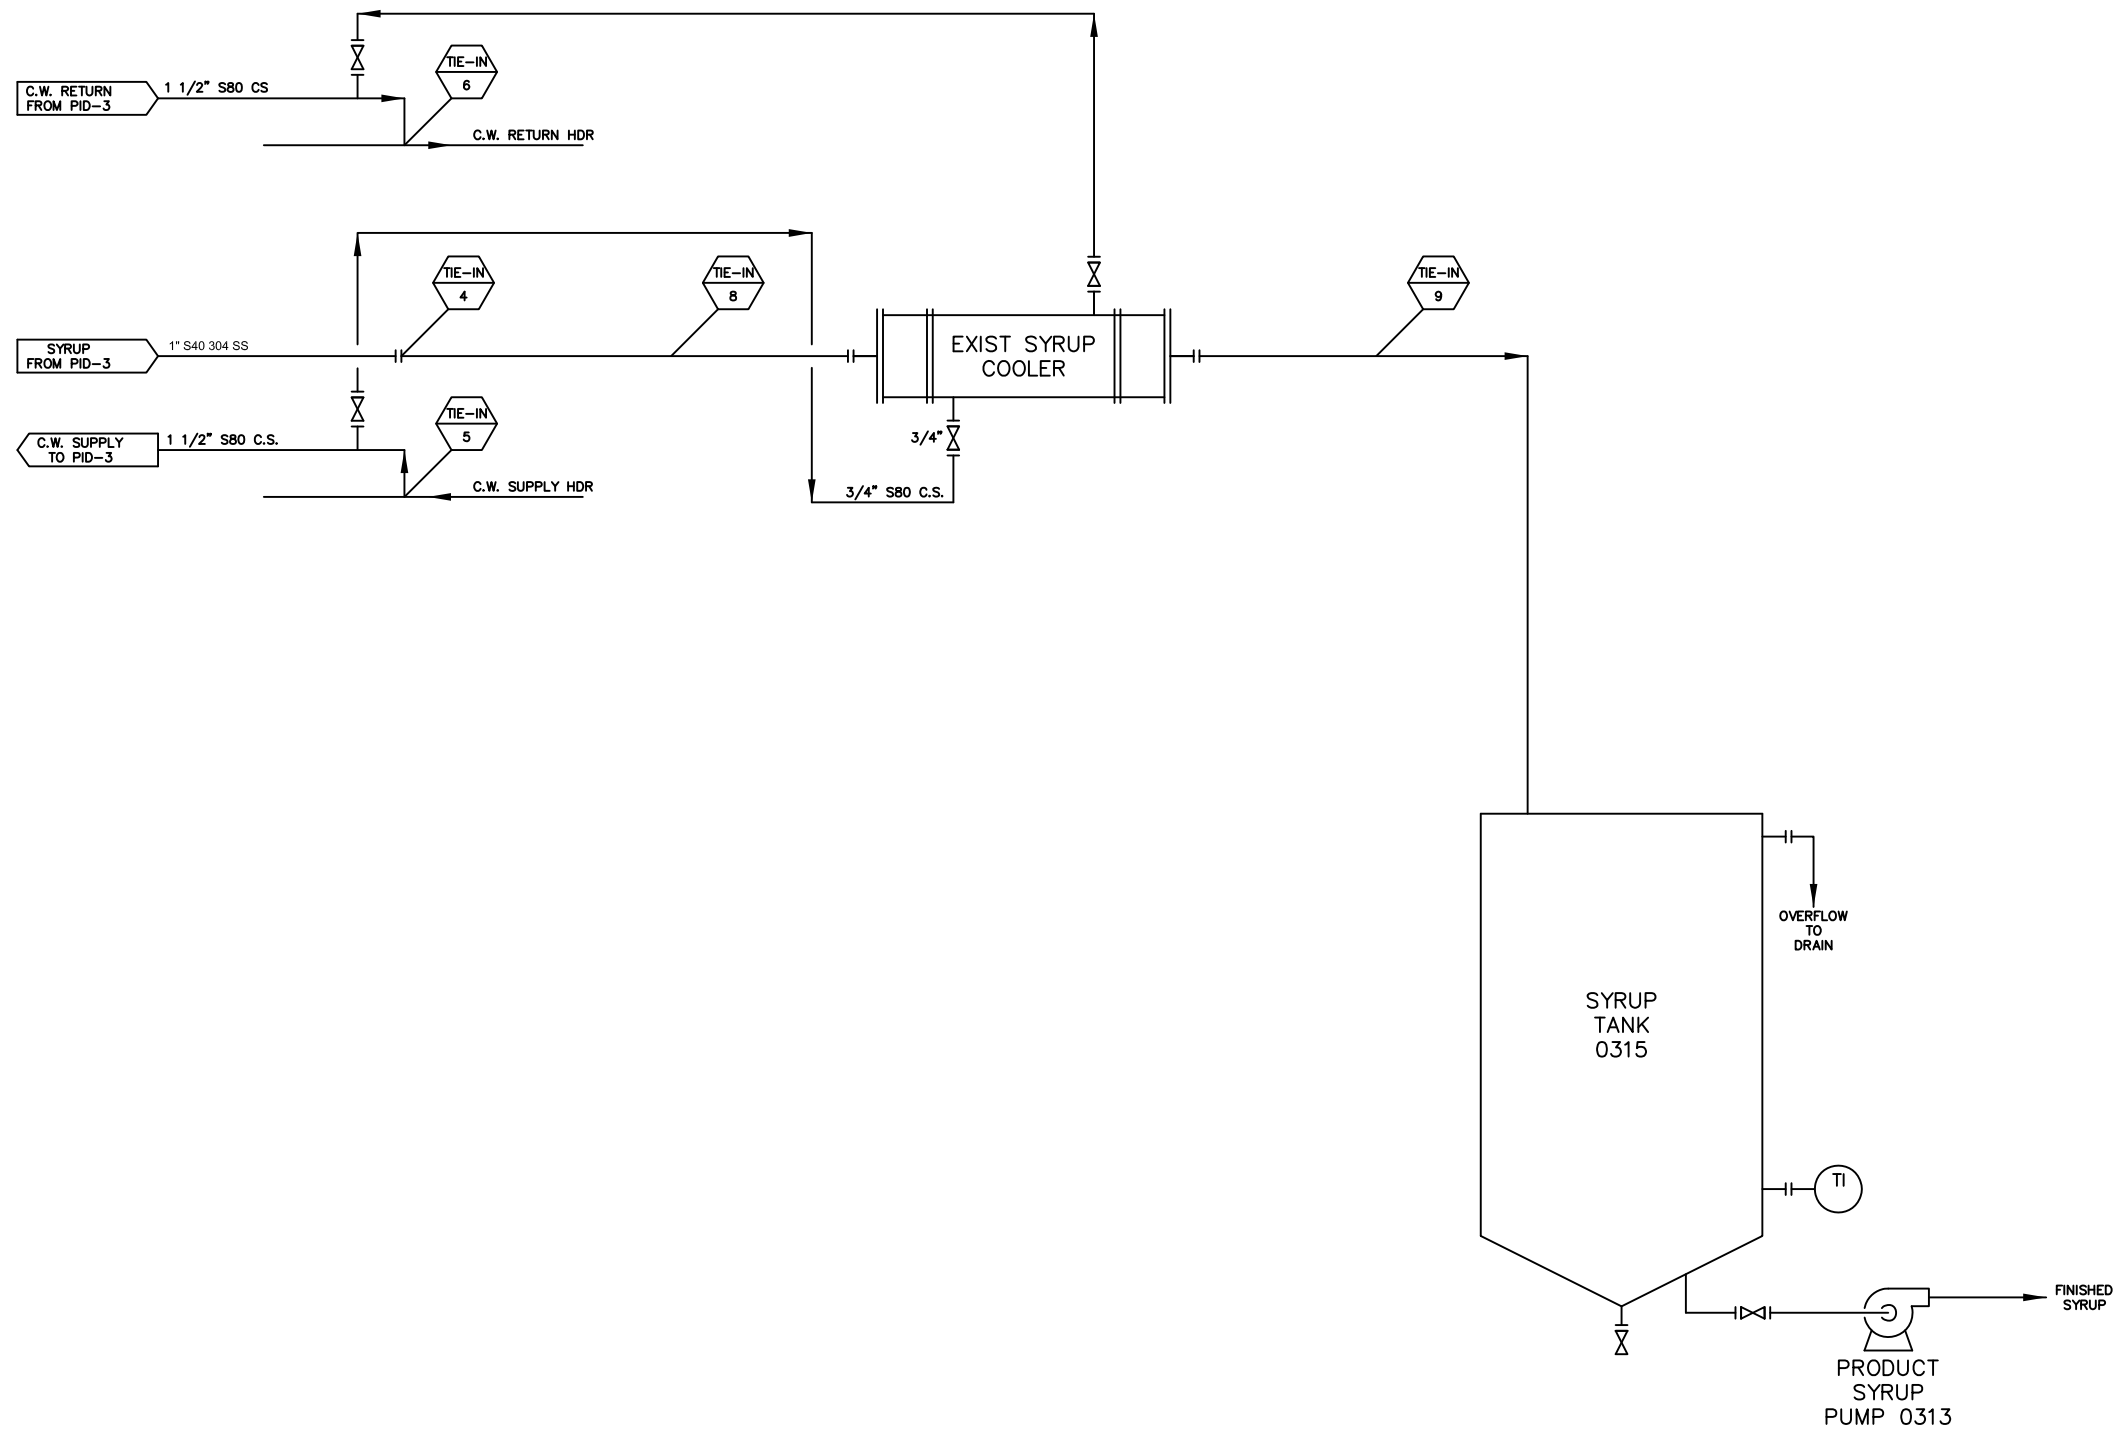 TIE-IN
6
C.W. RETURN
FROM PID-3
1 1/2" S80 CS
C.W. RETURN HDR
TIE-IN
4
TIE-IN
8
TIE-IN
9
SYRUP
FROM PID-3
1" S40 304 SS
EXIST SYRUP
COOLER
TIE-IN
5
C.W. SUPPLY
TO PID-3
1 1/2" S80 C.S.
3/4"
C.W. SUPPLY HDR
3/4" S80 C.S.
OVERFLOW
TO
DRAIN
SYRUP
TANK
0315
TI
FINISHED
SYRUP
PRODUCT
SYRUP
PUMP 0313